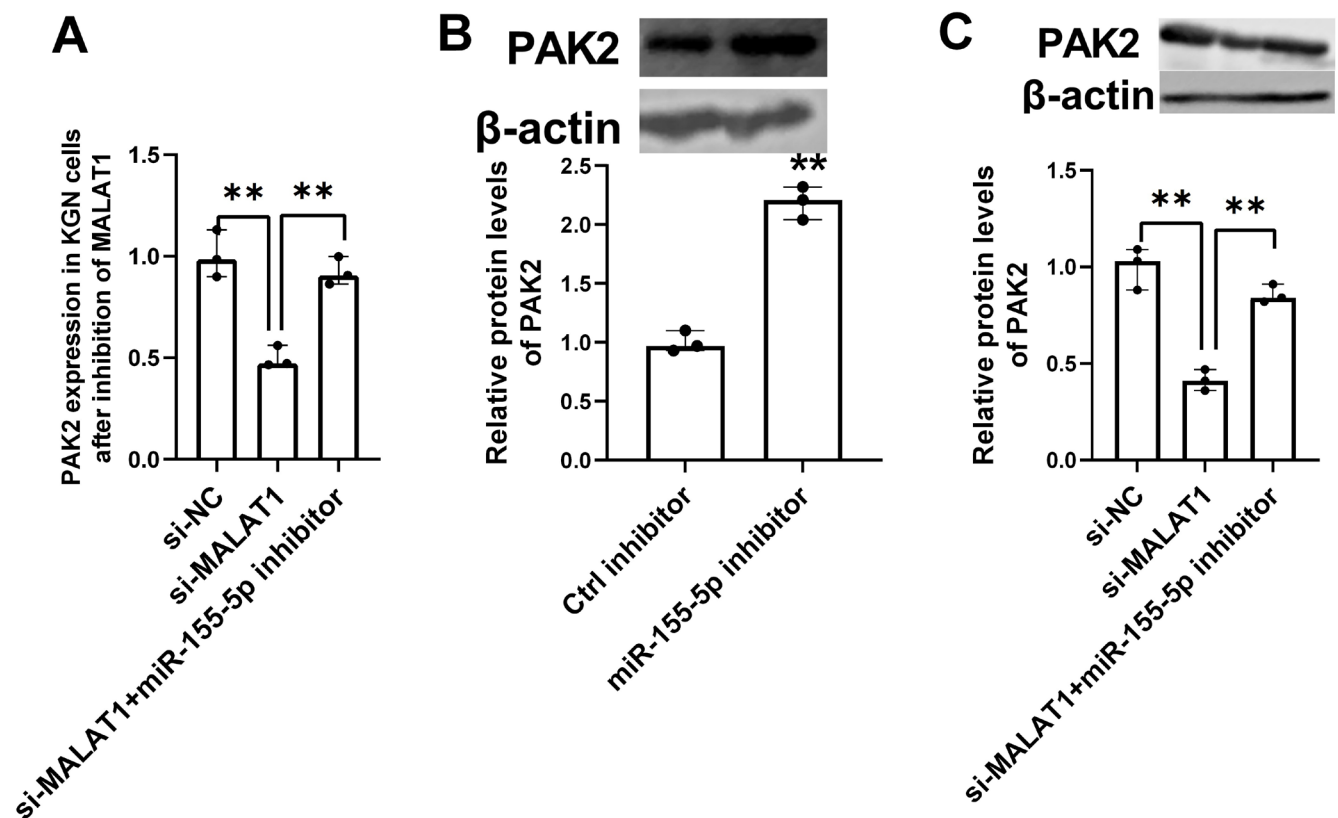 A
PAK2 expression in KGN cells
after inhibition of MALAT1
1.5
1.0
0.5
0.0
**
**
si-NC
si-MALAT1
si-MALAT1+miR-155-5p inhibitor
B
PAK2
β-actin
Relative protein levels
of PAK2
2.5
2.0
1.5
1.0
0.5
0.0
**
Ctrl inhibitor
miR-155-5p inhibitor
C
PAK2
β-actin
Relative protein levels
of PAK2
1.5
1.0
0.5
0.0
**
**
si-NC
si-MALAT1
si-MALAT1+miR-155-5p inhibitor